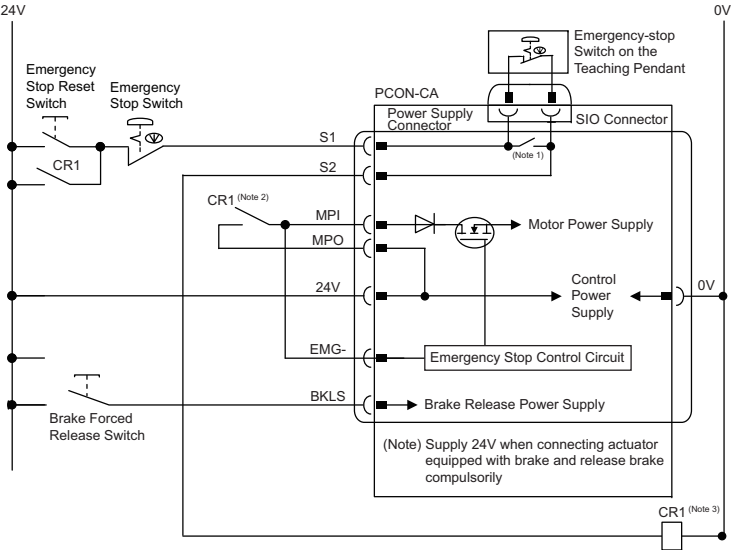 24V
0V
Emergency-stop
Switch on the
Teaching Pendant
Emergency
Stop Reset
Switch
Emergency
Stop Switch
PCON-CA
Power Supply
Connector
SIO Connector
S1
(Note 1)
CR1
S2
CR1 (Note 2)
MPI
Motor Power Supply
MPO
24V
Control
Power
Supply
0V
EMG-
Emergency Stop Control Circuit
BKLS
Brake Release Power Supply
Brake Forced
Release Switch
(Note) Supply 24V when connecting actuator
equipped with brake and release brake
compulsorily
CR1 (Note 3)